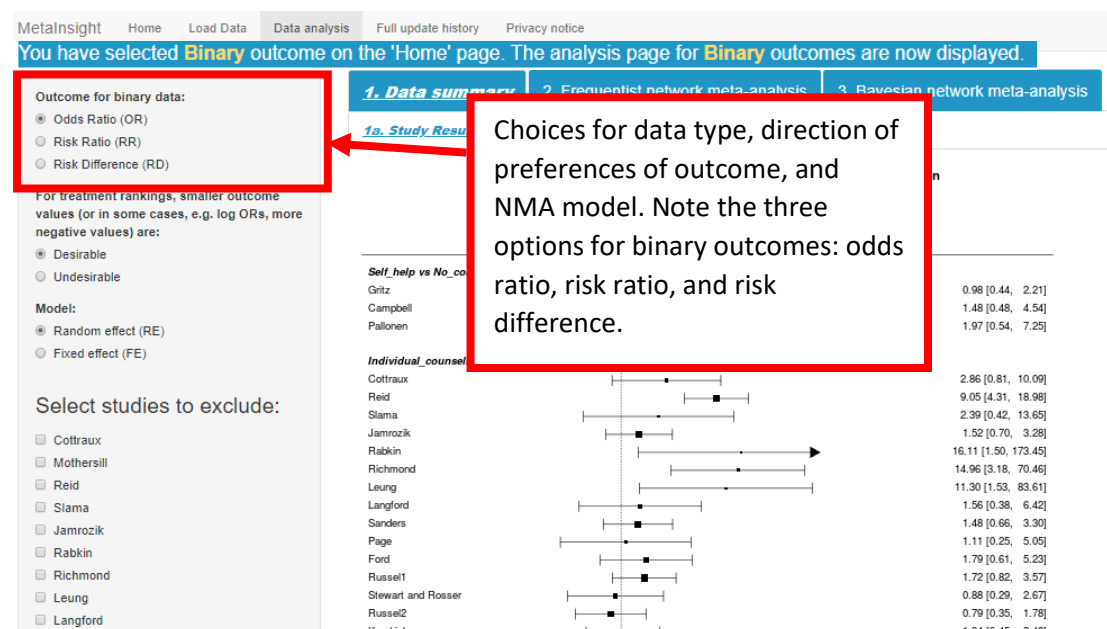 MetaInsight Home Load Data Data analysis Full update history Privacy notice
You have selected Binary outcome on the 'Home' page. The analysis page for Binary outcomes are now displayed.
Outcome for binary data:
Odds Ratio (OR)
Risk Ratio (RR)
Risk Difference (RD)
For treatment rankings, smaller outcome
values (or in some cases, e.g. log ORs, more
negative values) are:
Desirable
Undesirable
Model:
Random effect (RE)
Fixed effect (FE)
Select studies to exclude:
Cottraux
Mothersill
Reid
Slama
Jamrozik
Rabkin
Richmond
Leung
Langford
1. Data summary 2. Frequentist network meta-analysis 3. Bayesian network meta-analysis
1a. Study Resu
Choices for data type, direction of
preferences of outcome, and
NMA model. Note the three
options for binary outcomes: odds
ratio, risk ratio, and risk
difference.
n
Self_help vs No_co
Gritz 0.98 [0.44, 2.21]
Campbell 1.48 [0.48, 4.54]
Pallonen 1.97 [0.54, 7.25]
Individual_counsel
Cottraux 2.86 [0.81, 10.09]
Reid 9.05 [4.31, 18.98]
Slama 2.39 [0.42, 13.65]
Jamrozik 1.52 [0.70, 3.28]
Rabkin 16.11 [1.50, 173.45]
Richmond 14.96 [3.18, 70.46]
Leung 11.30 [1.53, 83.61]
Langford 1.56 [0.38, 6.42]
Sanders 1.48 [0.66, 3.30]
Page 1.11 [0.25, 5.05]
Ford 1.79 [0.61, 5.23]
Russel1 1.72 [0.82, 3.57]
Stewart and Rosser 0.88 [0.29, 2.67]
Russel2 0.79 [0.35, 1.78]